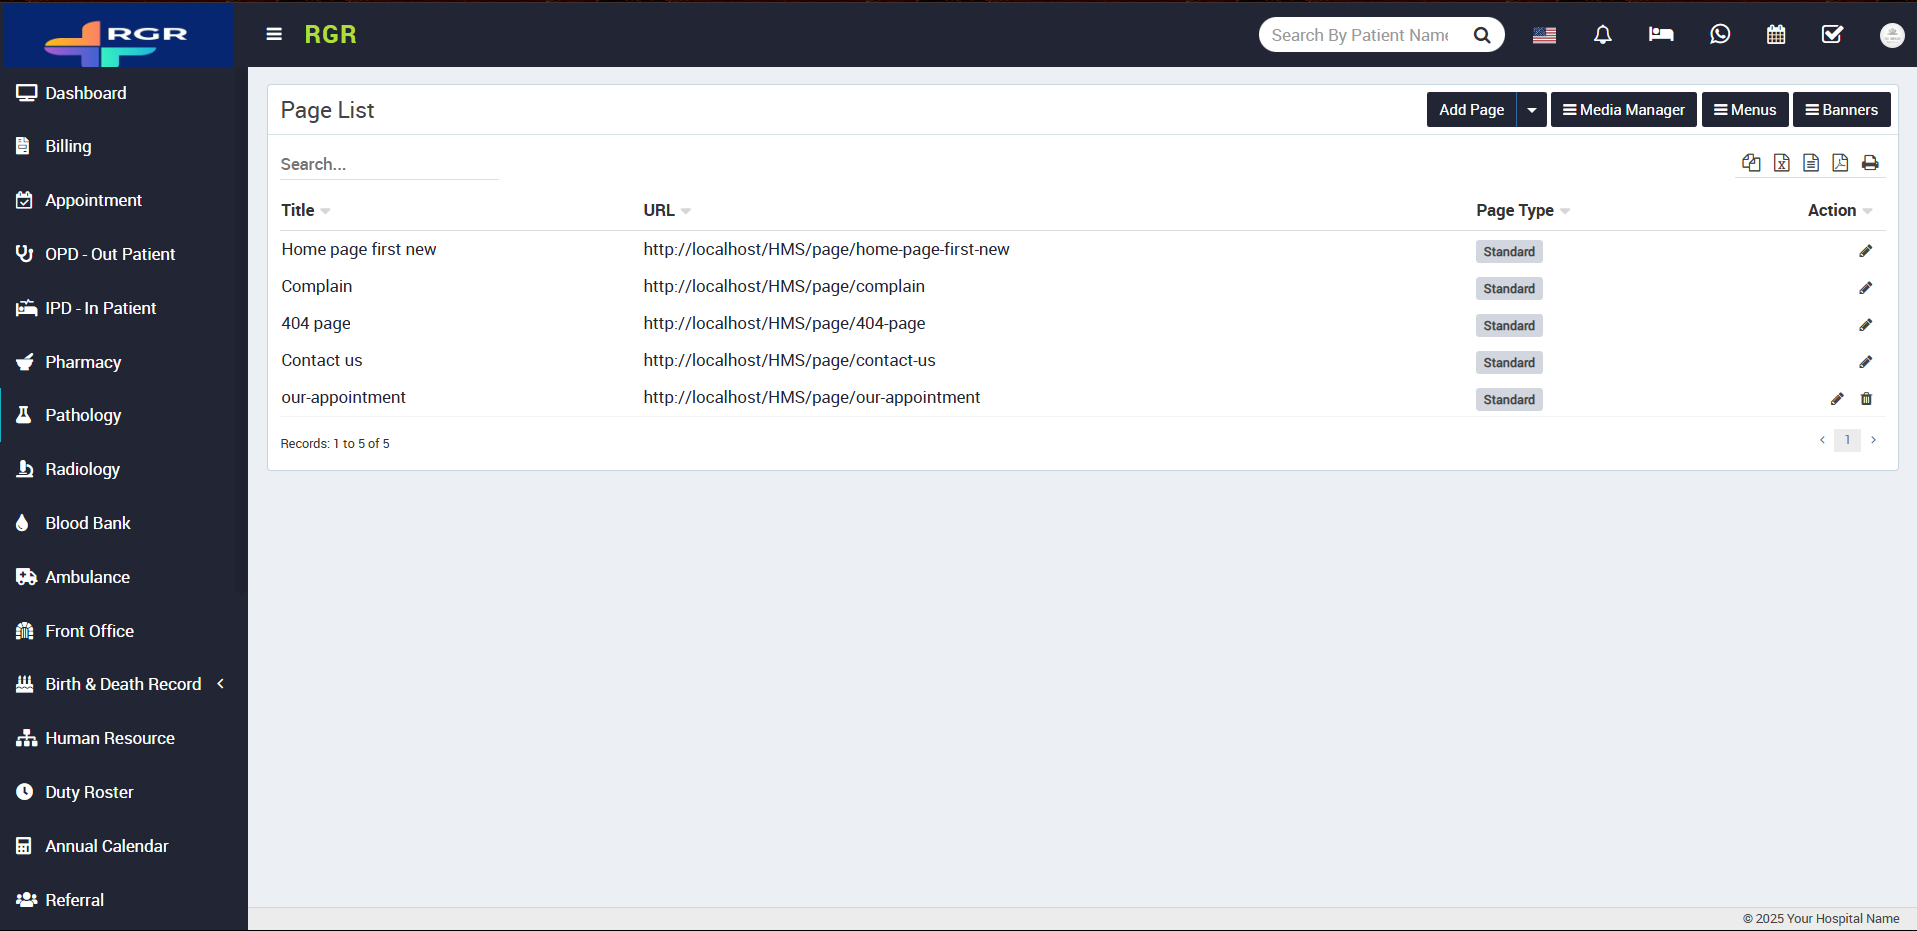 RGR
RGR
Search By Patient Name
Dashboard
Billing
Appointment
OPD - Out Patient
IPD - In Patient
Pharmacy
Pathology
Radiology
Blood Bank
Ambulance
Front Office
Birth & Death Record
Human Resource
Duty Roster
Annual Calendar
Referral
Page List
Add Page
Media Manager
Menus
Banners
Search...
Title URL Page Type Action
Home page first new http://localhost/HMS/page/home-page-first-new Standard
Complain http://localhost/HMS/page/complain Standard
404 page http://localhost/HMS/page/404-page Standard
Contact us http://localhost/HMS/page/contact-us Standard
our-appointment http://localhost/HMS/page/our-appointment Standard
Records: 1 to 5 of 5
1
© 2025 Your Hospital Name